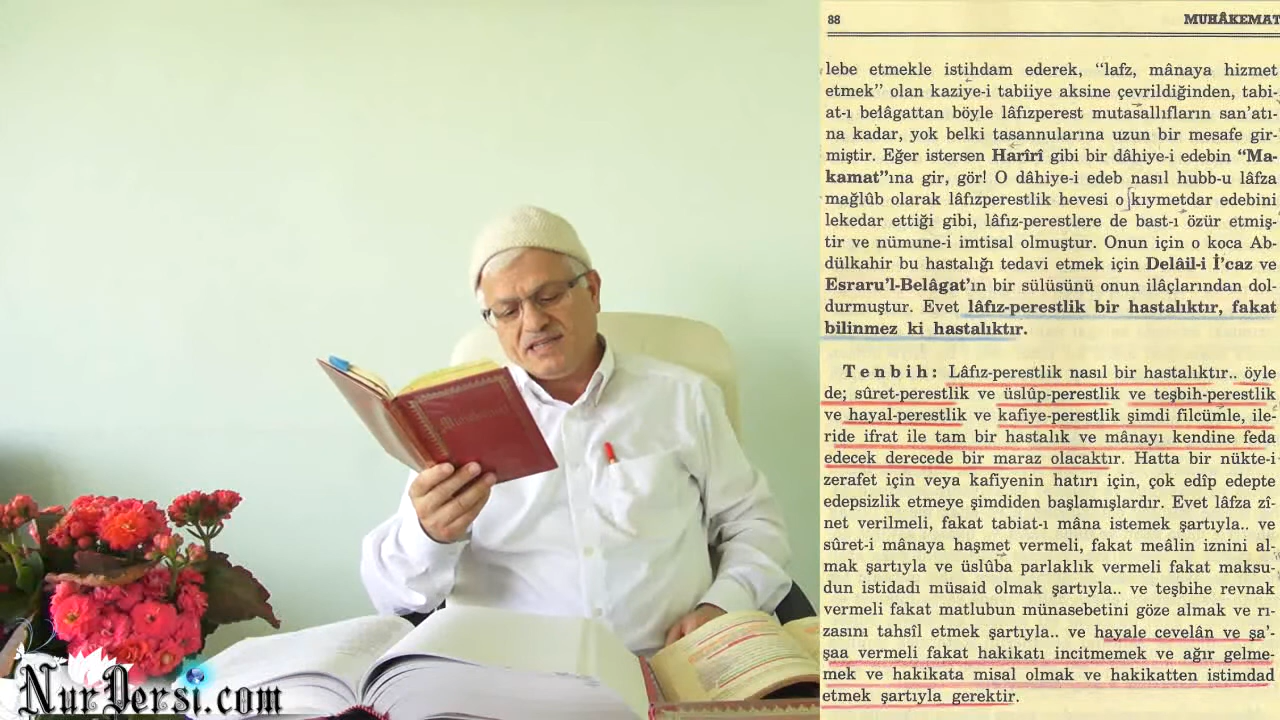 88
MUHÂKEMAT
lebe etmekle istihdam ederek, “lafz, mânaya hizmet
etmek” olan kaziye-i tabiiye aksine çevrildiğinden, tabi-
at-ı belâgattan böyle lâfızperest mutasallıfların san’atı-
na kadar, yok belki tasannularına uzun bir mesafe gir-
miştir. Eğer istersen Harîrî gibi bir dâhiye-i edebin “Ma-
kamat”ına gir, gör! O dâhiye-i edeb nasıl hubb-u lâfza
mağlûb olarak lâfızperestlik hevesi o kıymetdar edebini
lekedar ettiği gibi, lâfız-perestlere de bast-ı özür etmiş-
tir ve nümune-i imtisal olmuştur. Onun için o koca Ab-
dülkahir bu hastalığı tedavi etmek için Delâil-i İ’caz ve
Esraru’l-Belâgat’ın bir sülüsünü onun ilâçlarından dol-
durmuştur. Evet lâfız-perestlik bir hastalıktır, fakat
bilinmez ki hastalıktır.
Tenbih: Lâfız-perestlik nasıl bir hastalıktır.. öyle
de; sûret-perestlik ve üslûp-perestlik ve teşbih-perestlik
ve hayal-perestlik ve kafiye-perestlik şimdi filcümle, ile-
ride ifrat ile tam bir hastalık ve mânayı kendine feda
edecek derecede bir maraz olacaktır. Hatta bir nükte-i
zerafet için veya kafiyenin hatırı için, çok edîp edepte
edepsizlik etmeye şimdiden başlamışlardır. Evet lâfza zî-
net verilmeli, fakat tabiat-ı mâna istemek şartıyla.. ve
sûret-i mânaya haşmet vermeli, fakat meâlin iznini al-
mak şartıyla ve üslûba parlaklık vermeli fakat maksu-
dun istidadı müsaid olmak şartıyla.. ve teşbihe revnak
vermeli fakat matlubun münasebetini göze almak ve rı-
zasını tahsîl etmek şartıyla.. ve hayale cevelân ve şa’-
şaa vermeli fakat hakikatı incitmemek ve ağır gelme-
mek ve hakikata misal olmak ve hakikatten istimdad
etmek şartıyla gerektir.
NurDersi.com